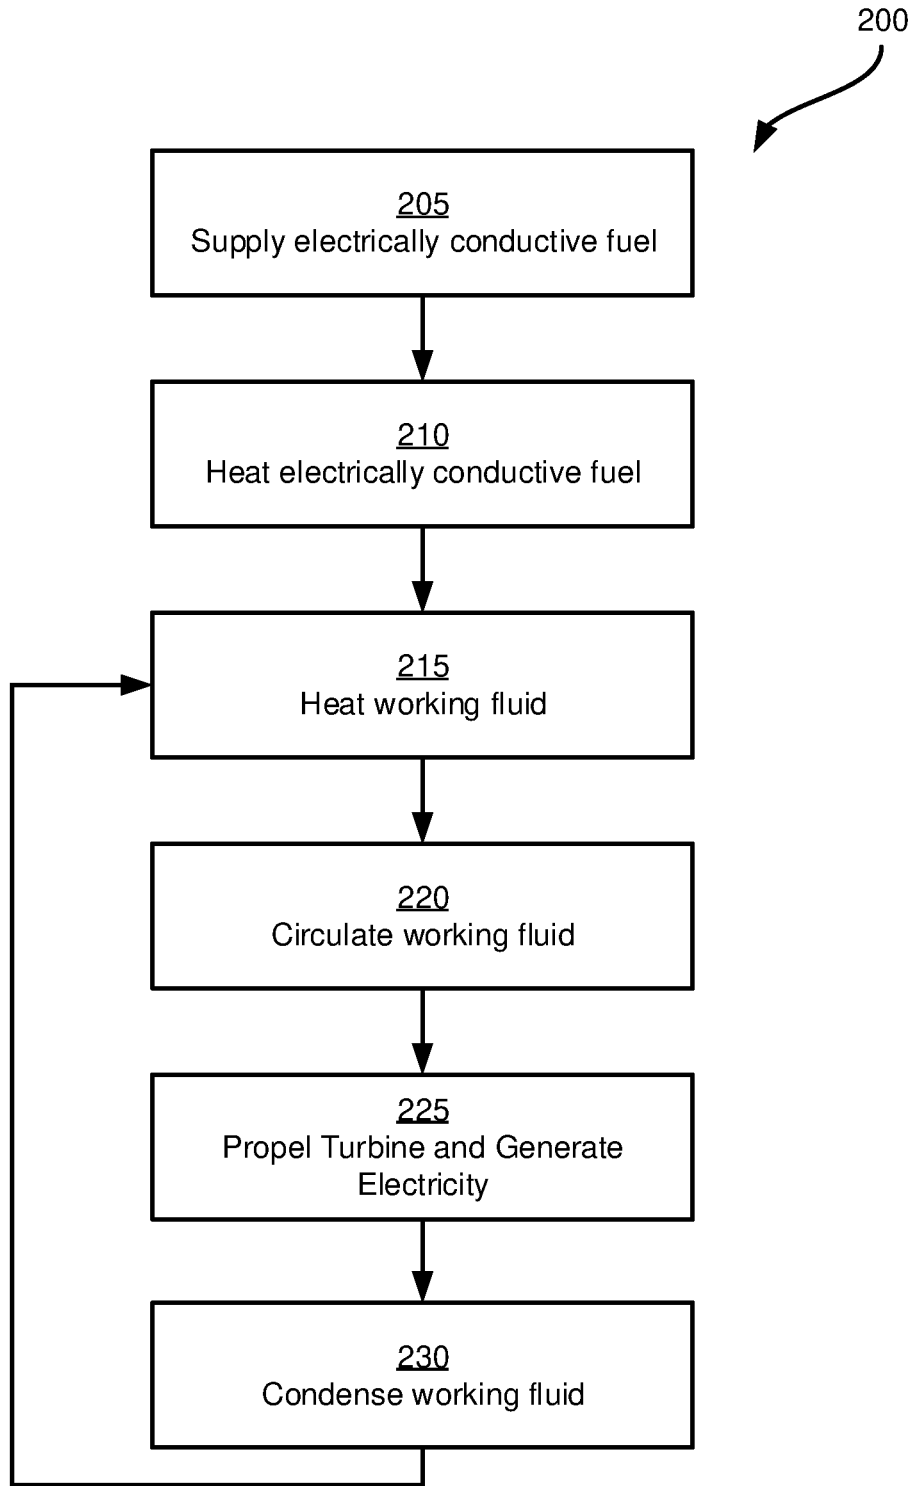 200
205
Supply electrically conductive fuel
210
Heat electrically conductive fuel
215
Heat working fluid
220
Circulate working fluid
225
Propel Turbine and Generate
Electricity
230
Condense working fluid